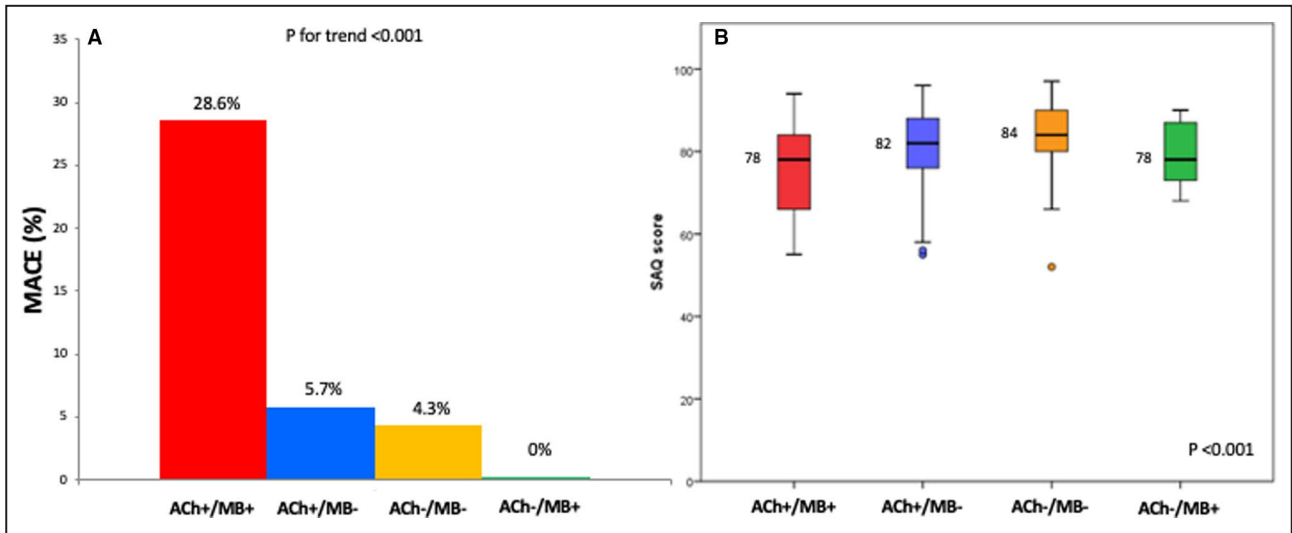 A
P for trend <0.001
MACE (%)
35
30
25
20
15
10
5
0
28.6%
5.7%
4.3%
0%
ACh+/MB+
ACh+/MB-
ACh-/MB-
ACh-/MB+
B
SAQ score
100
80
60
40
20
0
78
82
84
78
P <0.001
ACh+/MB+
ACh+/MB-
ACh-/MB-
ACh-/MB+